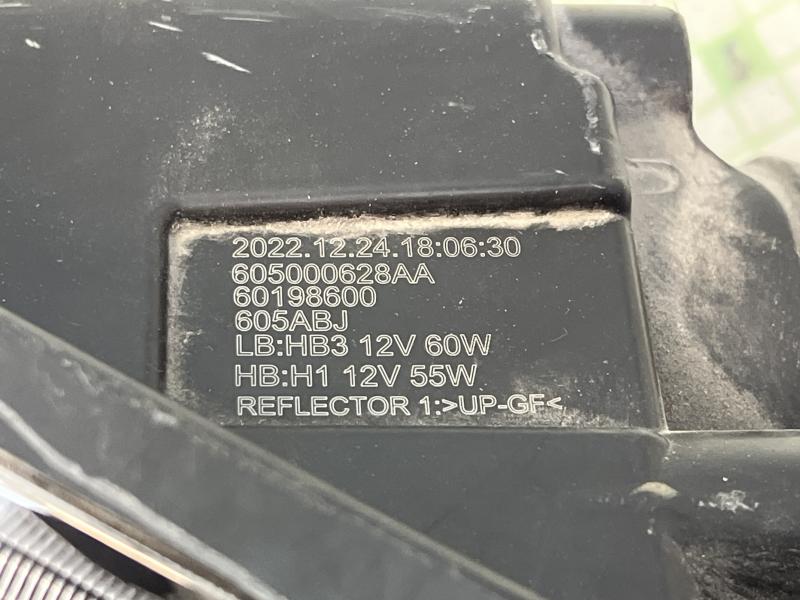 2022.12.24.18:06:30
605000628AA
60198600
605ABJ
LB:HB3 12V 60W
HB:H1 12V 55W
REFLECTOR 1:>UP-GF<